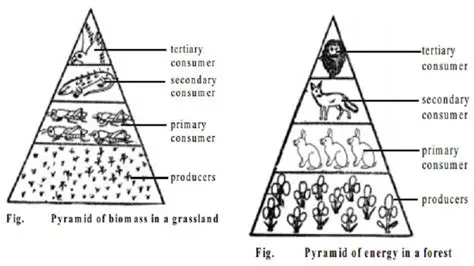 tertiary
consumer
secondary
consumer
primary
consumer
producers
Fig. Pyramid of biomass in a grassland
tertiary
consumer
secondary
consumer
primary
consumer
producers
Fig. Pyramid of energy in a forest